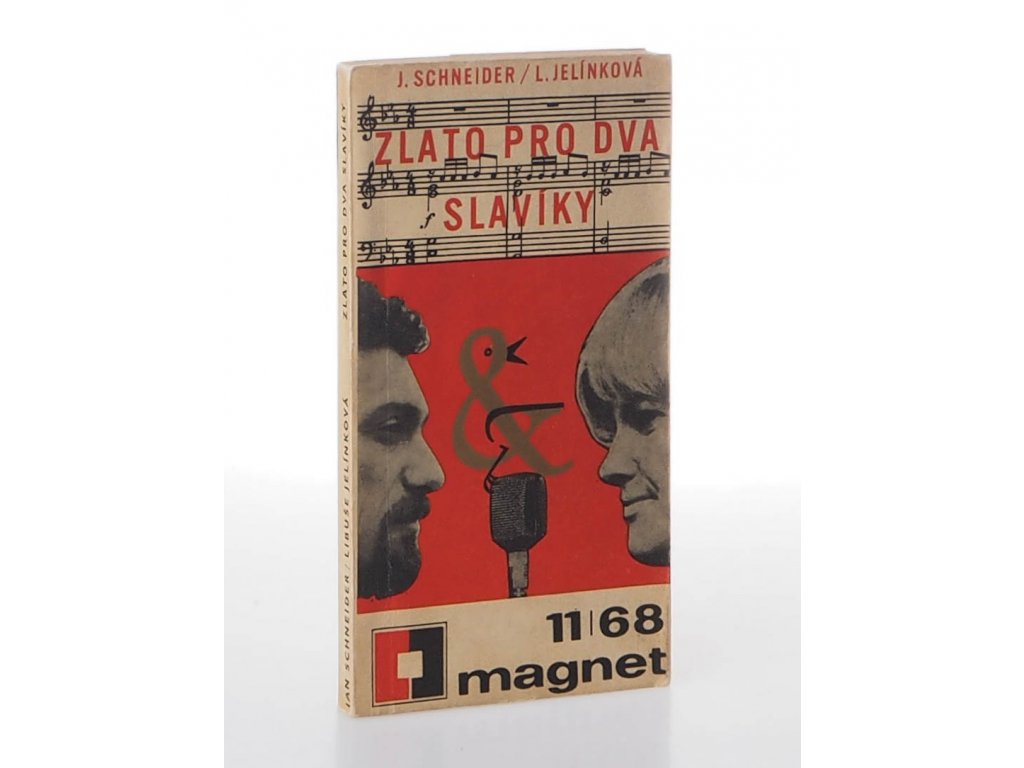 J. SCHNEIDER / L. JELÍNKOVÁ
ZLATO PRO DVA
SLAVÍKY
f
&
11|68
magnet
JAN SCHNEIDER / LIBUŠE JELÍNKOVÁ ZLATO PRO DVA SLAVÍKY